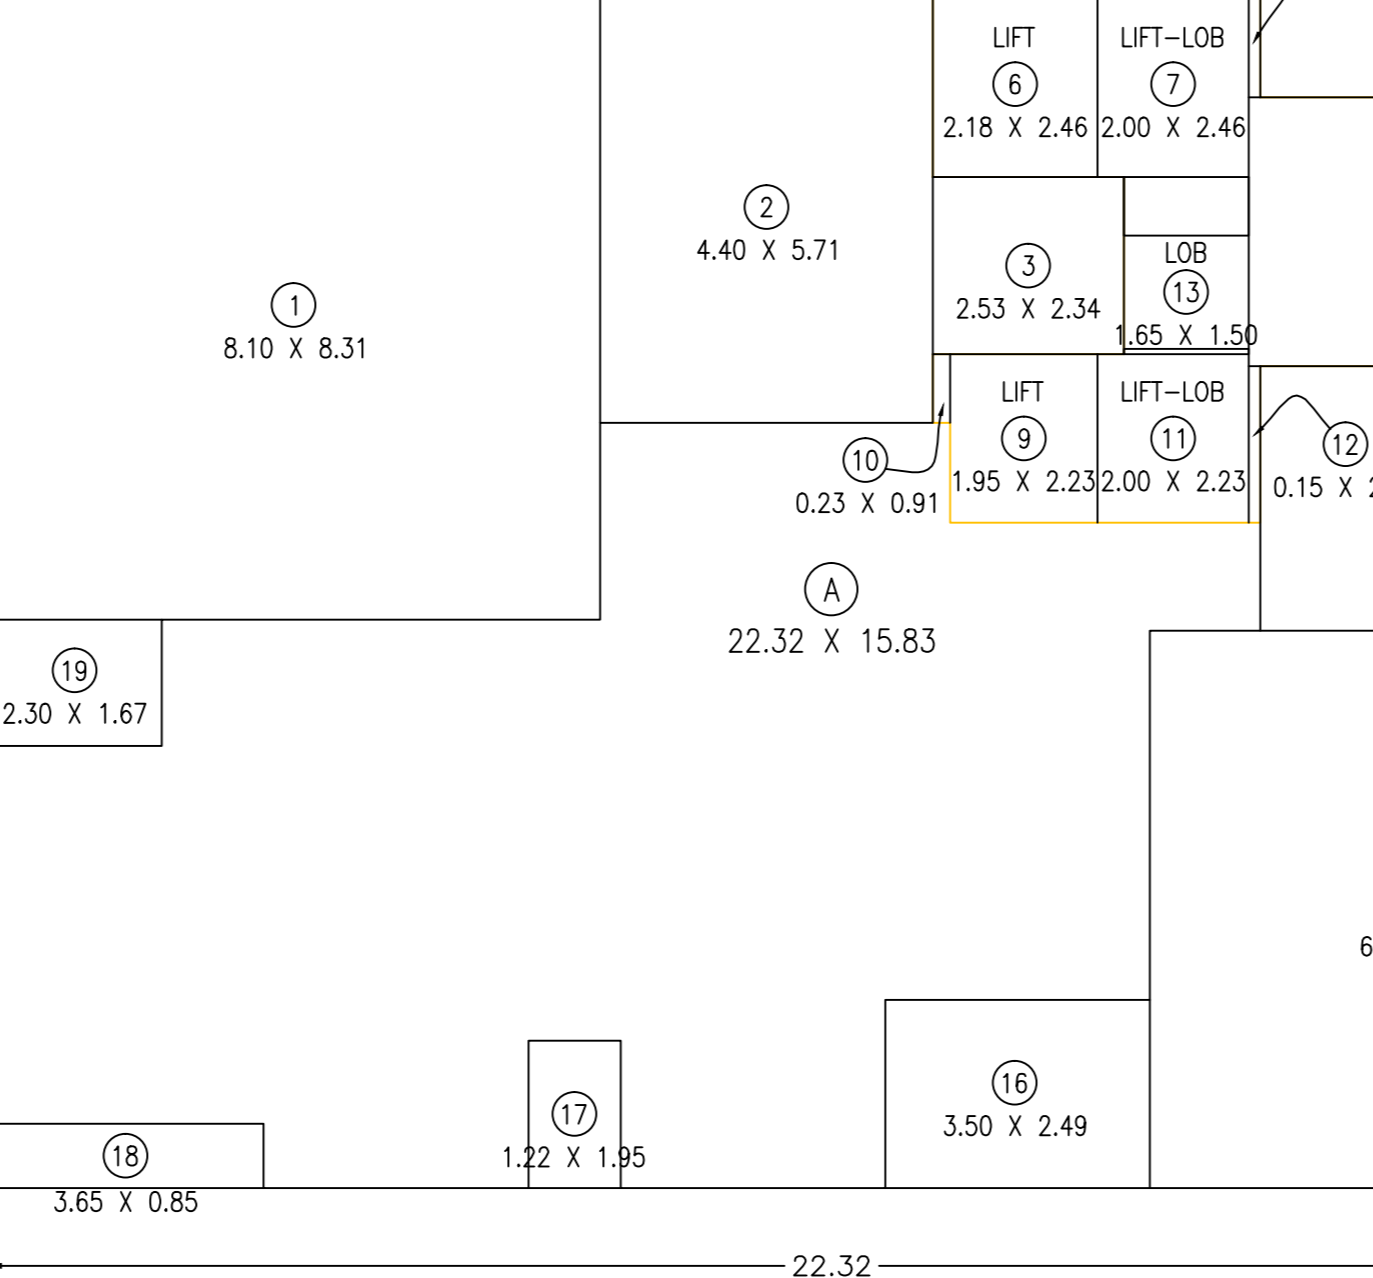 LIFT
6
2.18 X 2.46
LIFT-LOB
7
2.00 X 2.46
2
4.40 X 5.71
3
2.53 X 2.34
LOB
13
1.65 X 1.50
1
8.10 X 8.31
LIFT
9
1.95 X 2.23
LIFT-LOB
11
2.00 X 2.23
12
0.15 X
10
0.23 X 0.91
A
22.32 X 15.83
19
2.30 X 1.67
6
16
3.50 X 2.49
17
1.22 X 1.95
18
3.65 X 0.85
22.32